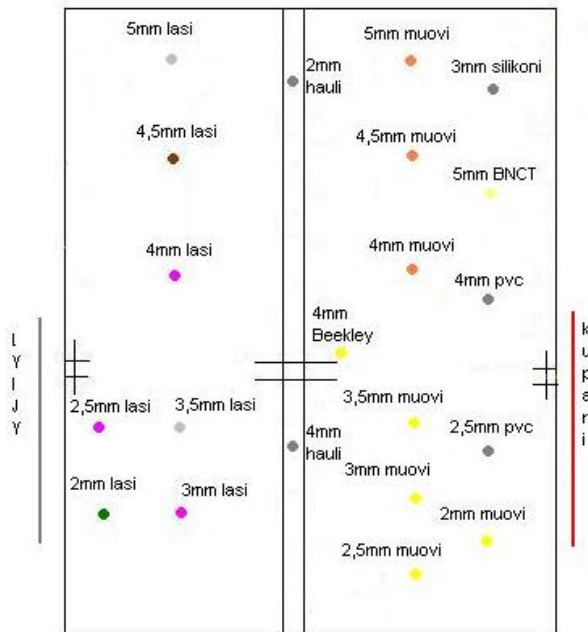 5mm lasi
4,5mm lasi
4mm lasi
2,5mm lasi
3,5mm lasi
2mm lasi
3mm lasi
LYIJY
2mm
hauli
4mm
hauli
5mm muovi
3mm silikoni
4,5mm muovi
5mm BNCT
4mm muovi
4mm pvc
4mm
Beekley
3,5mm muovi
2,5mm pvc
3mm muovi
2mm muovi
2,5mm muovi
kupari